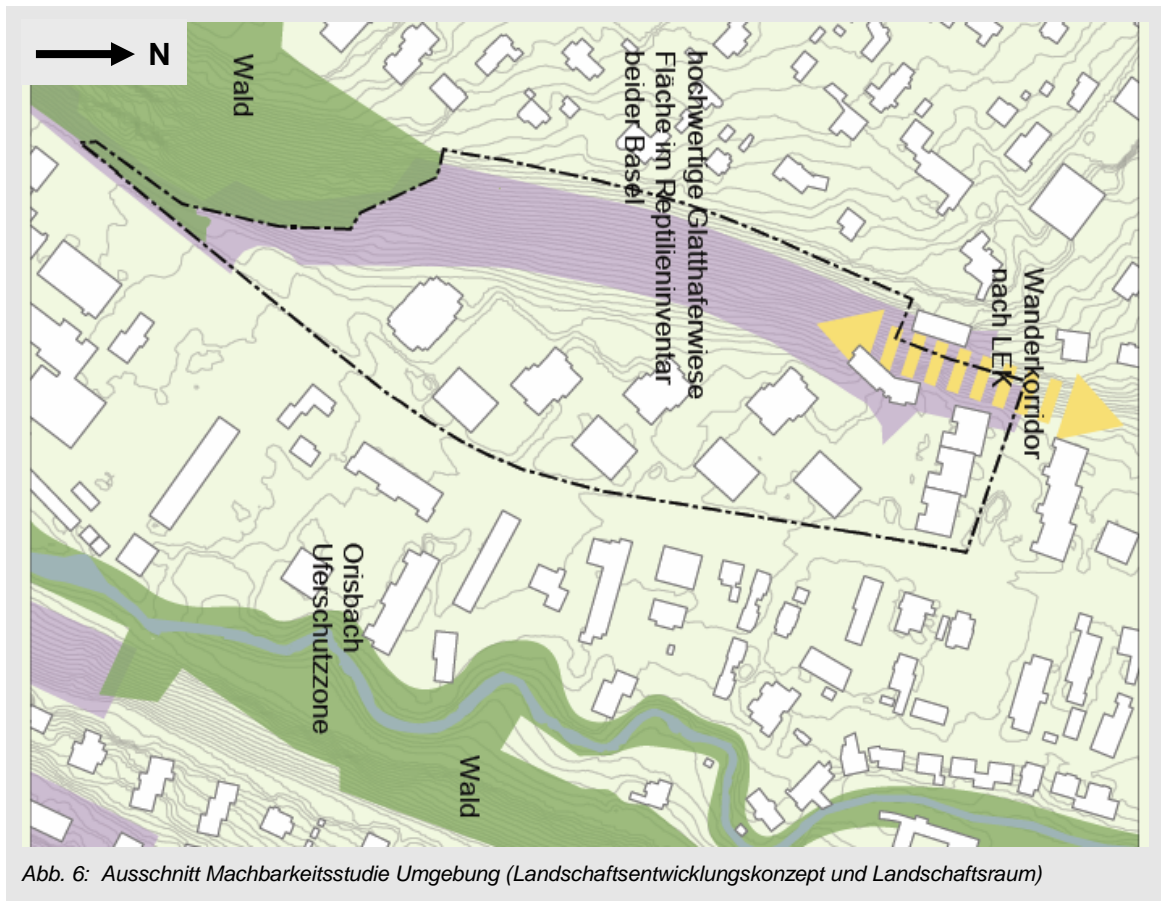 N
Wald
hochwertige Glatthaferwiese
Fläche im Reptilieninventar
beider Basel
Wanderkorridor
nach LEK
Orisbach
Uferschutzzone
Wald
Abb. 6: Ausschnitt Machbarkeitsstudie Umgebung (Landschaftsentwicklungskonzept und Landschaftsraum)